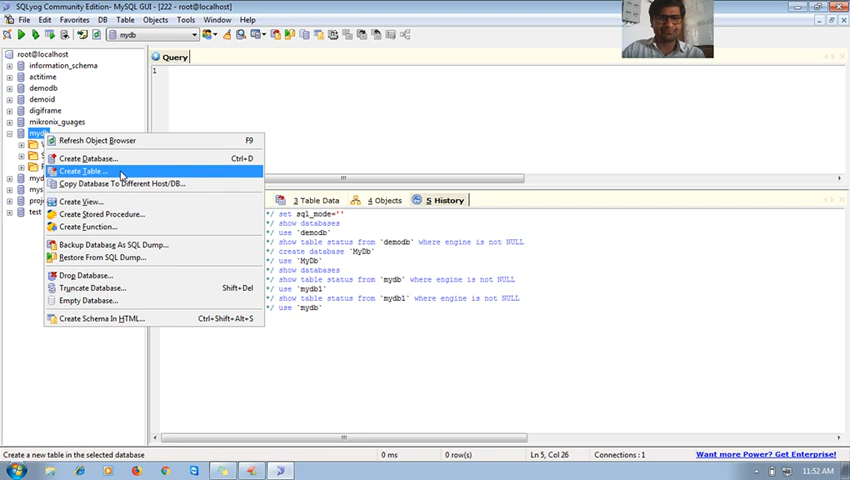 SQLyog Community Edition- MySQL GUI - [222 - root@localhost]
File Edit Favorites DB Table Objects Tools Window Help
mydb
root@localhost
information_schema
actitime
demodb
demoid
digiframe
mikronix_guages
Query
1
Refresh Object Browser F9
Create Database... Ctrl+D
Create Table ...
Copy Database To Different Host/DB...
Create View...
Create Stored Procedure...
Create Function...
Backup Database As SQL Dump...
Restore From SQL Dump...
Drop Database...
Truncate Database... Shift+Del
Empty Database...
Create Schema In HTML... Ctrl+Shift+Alt+S
test
3 Table Data 4 Objects 5 History
*/ set sql_mode=''
*/ show databases
*/ use `demodb`
*/ show table status from `demodb` where engine is not NULL
*/ create database `MyDb`
*/ use `MyDb`
*/ show databases
*/ show table status from `mydb` where engine is not NULL
*/ use `mydb1`
*/ show table status from `mydb1` where engine is not NULL
*/ use `mydb`
Create a new table in the selected database 0 ms 0 row(s) Ln 5, Col 26 Connections : 1 Want more Power? Get Enterprise!
11:52 AM